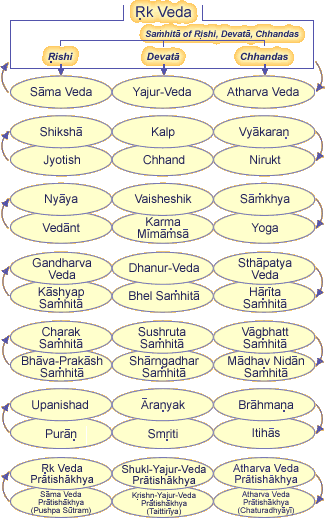 Ṛk Veda
Saṁhitā of Ṛishi, Devatā, Chhandas
Ṛishi Devatā Chhandas
Sāma Veda Yajur-Veda Atharva Veda
Shikshā Kalp Vyākaraṇ
Jyotish Chhand Nirukt
Nyāya Vaisheshik Sāṁkhya
Vedānt Karma Mīmāṁsā Yoga
Gandharva Veda Dhanur-Veda Sthāpatya Veda
Kāshyap Saṁhitā Bhel Saṁhitā Hārīta Saṁhitā
Charak Saṁhitā Sushruta Saṁhitā Vāgbhatt Saṁhitā
Bhāva-Prakāsh Saṁhitā Shārngadhar Saṁhitā Mādhav Nidān Saṁhitā
Upanishad Āraṇyak Brāhmaṇa
Purāṇ Smṛiti Itihās
Ṛk Veda Prātishākhya Shukl-Yajur-Veda Prātishākhya Atharva Veda Prātishākhya
Sāma Veda Prātishākhya (Pushpa Sūtram) Kṛishṇ-Yajur-Veda Prātishākhya (Taittirīya) Atharva Veda Prātishākhya (Chaturadhyāyī)